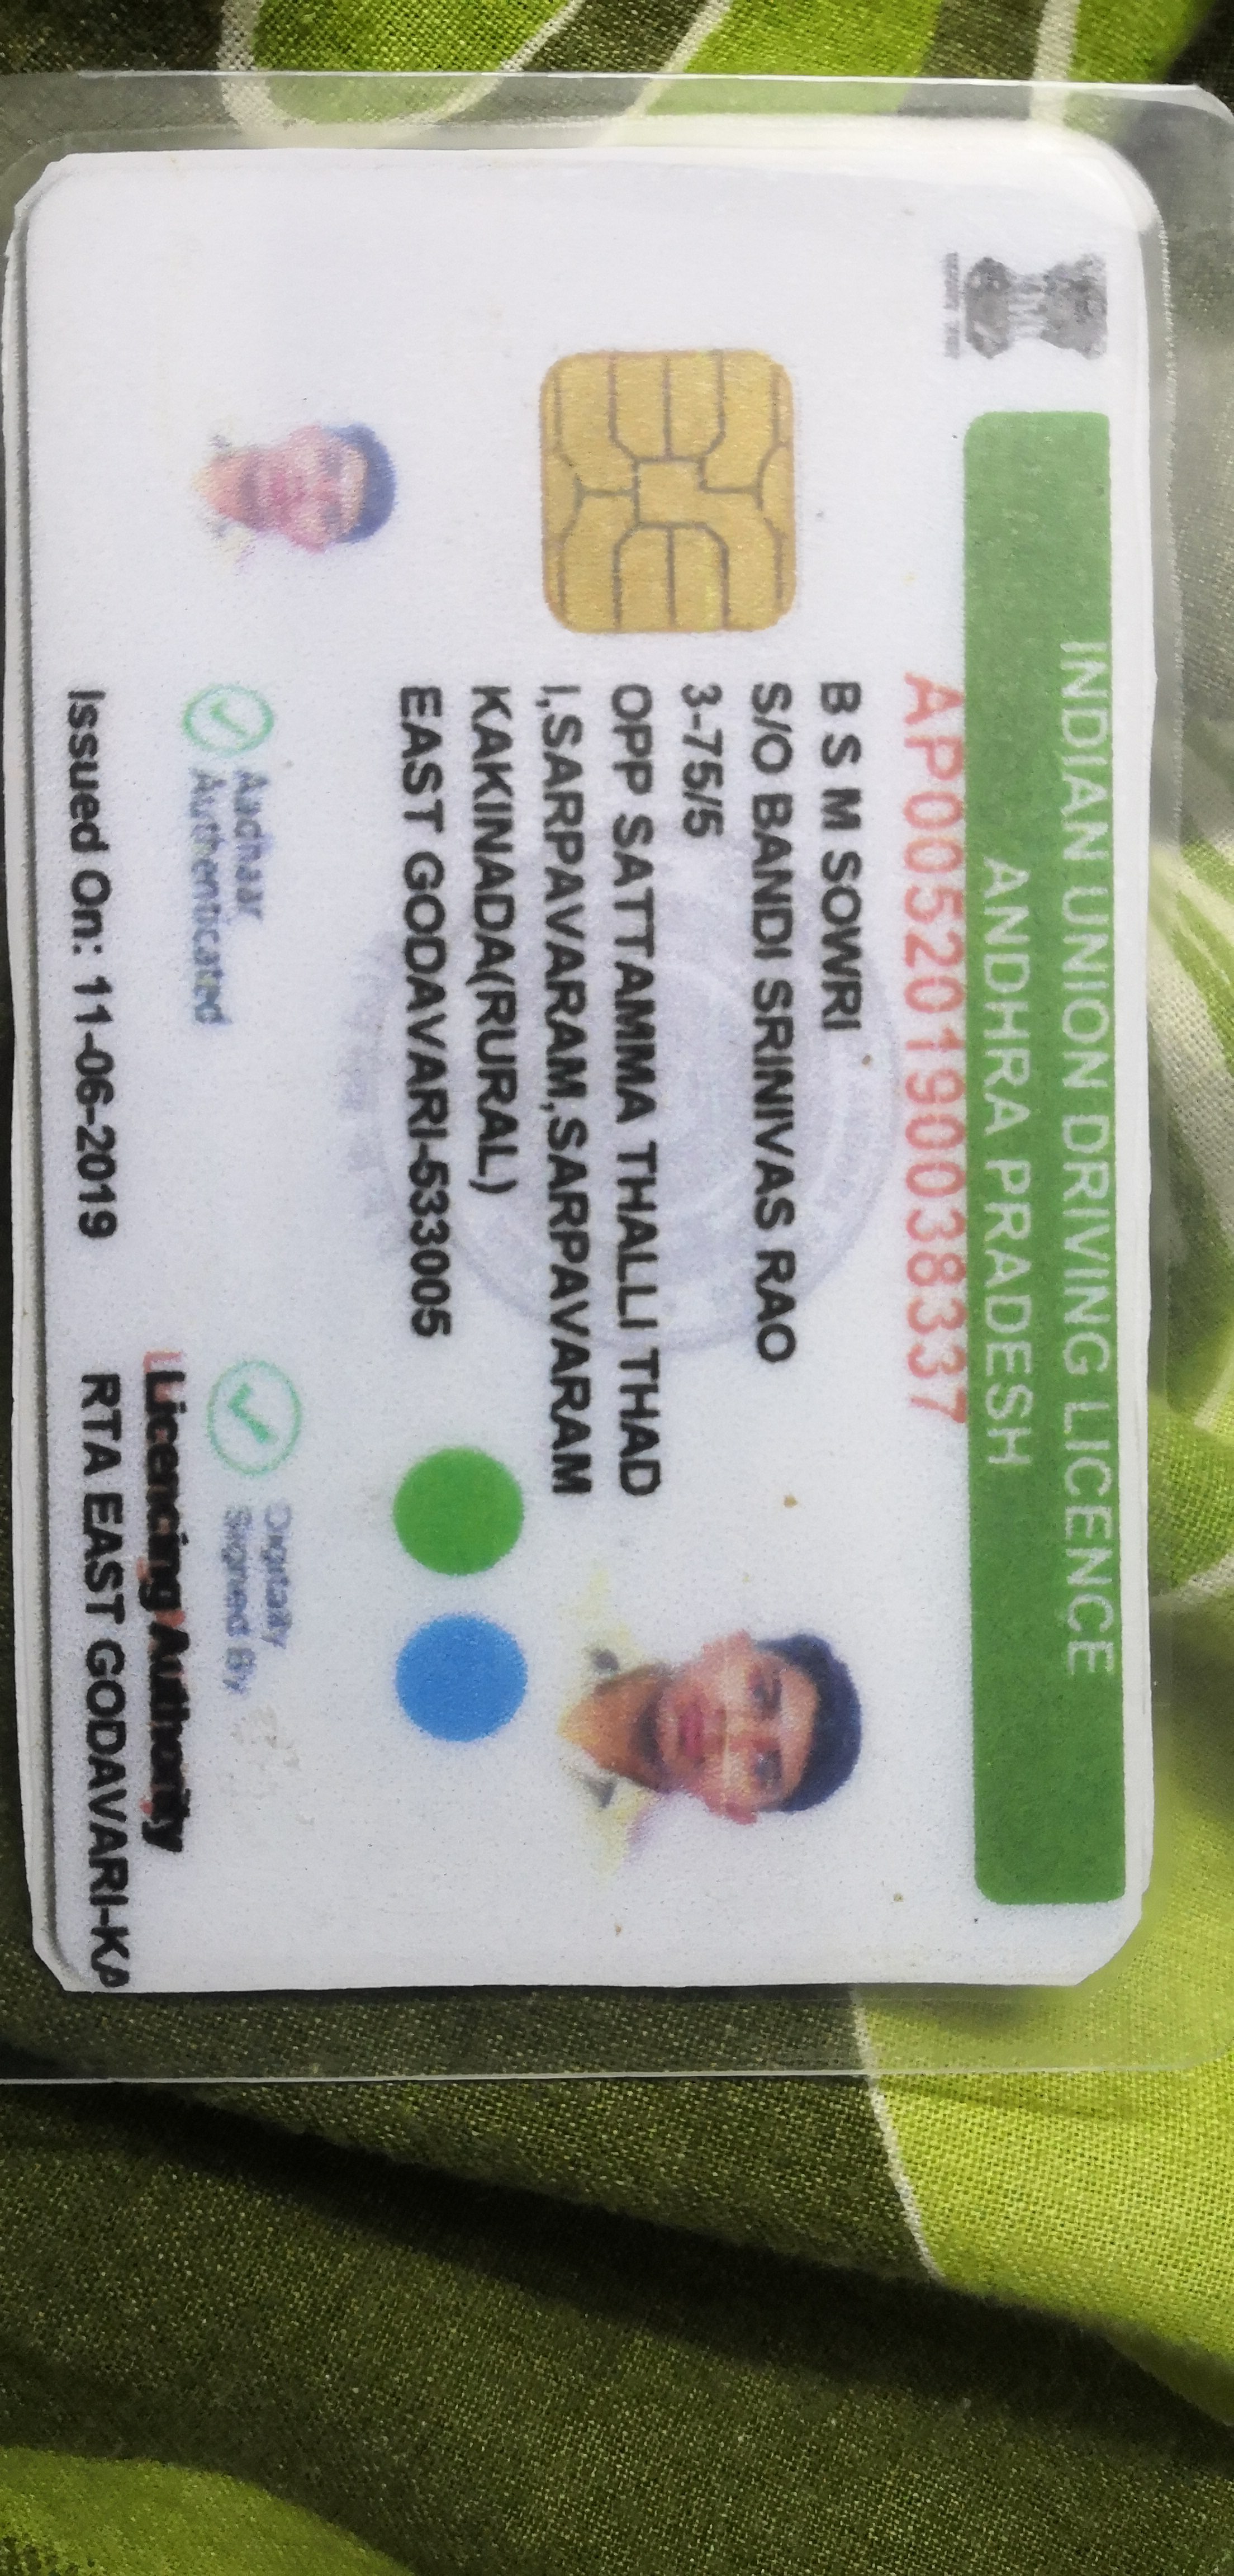 INDIAN UNION DRIVING LICENCE
ANDHRA PRADESH
AP00520190038337
B S M SOWRI
S/O BANDI SRINIVAS RAO
3-75/5
OPP SATTAMMA THALLI THAD
I,SARPAVARAM,SARPAVARAM
KAKINADA(RURAL)
EAST GODAVARI-533005
Aadhaar
Authenticated
Digitally
Signed By
Issued On: 11-06-2019
Licencing Authority
RTA EAST GODAVARI-KA